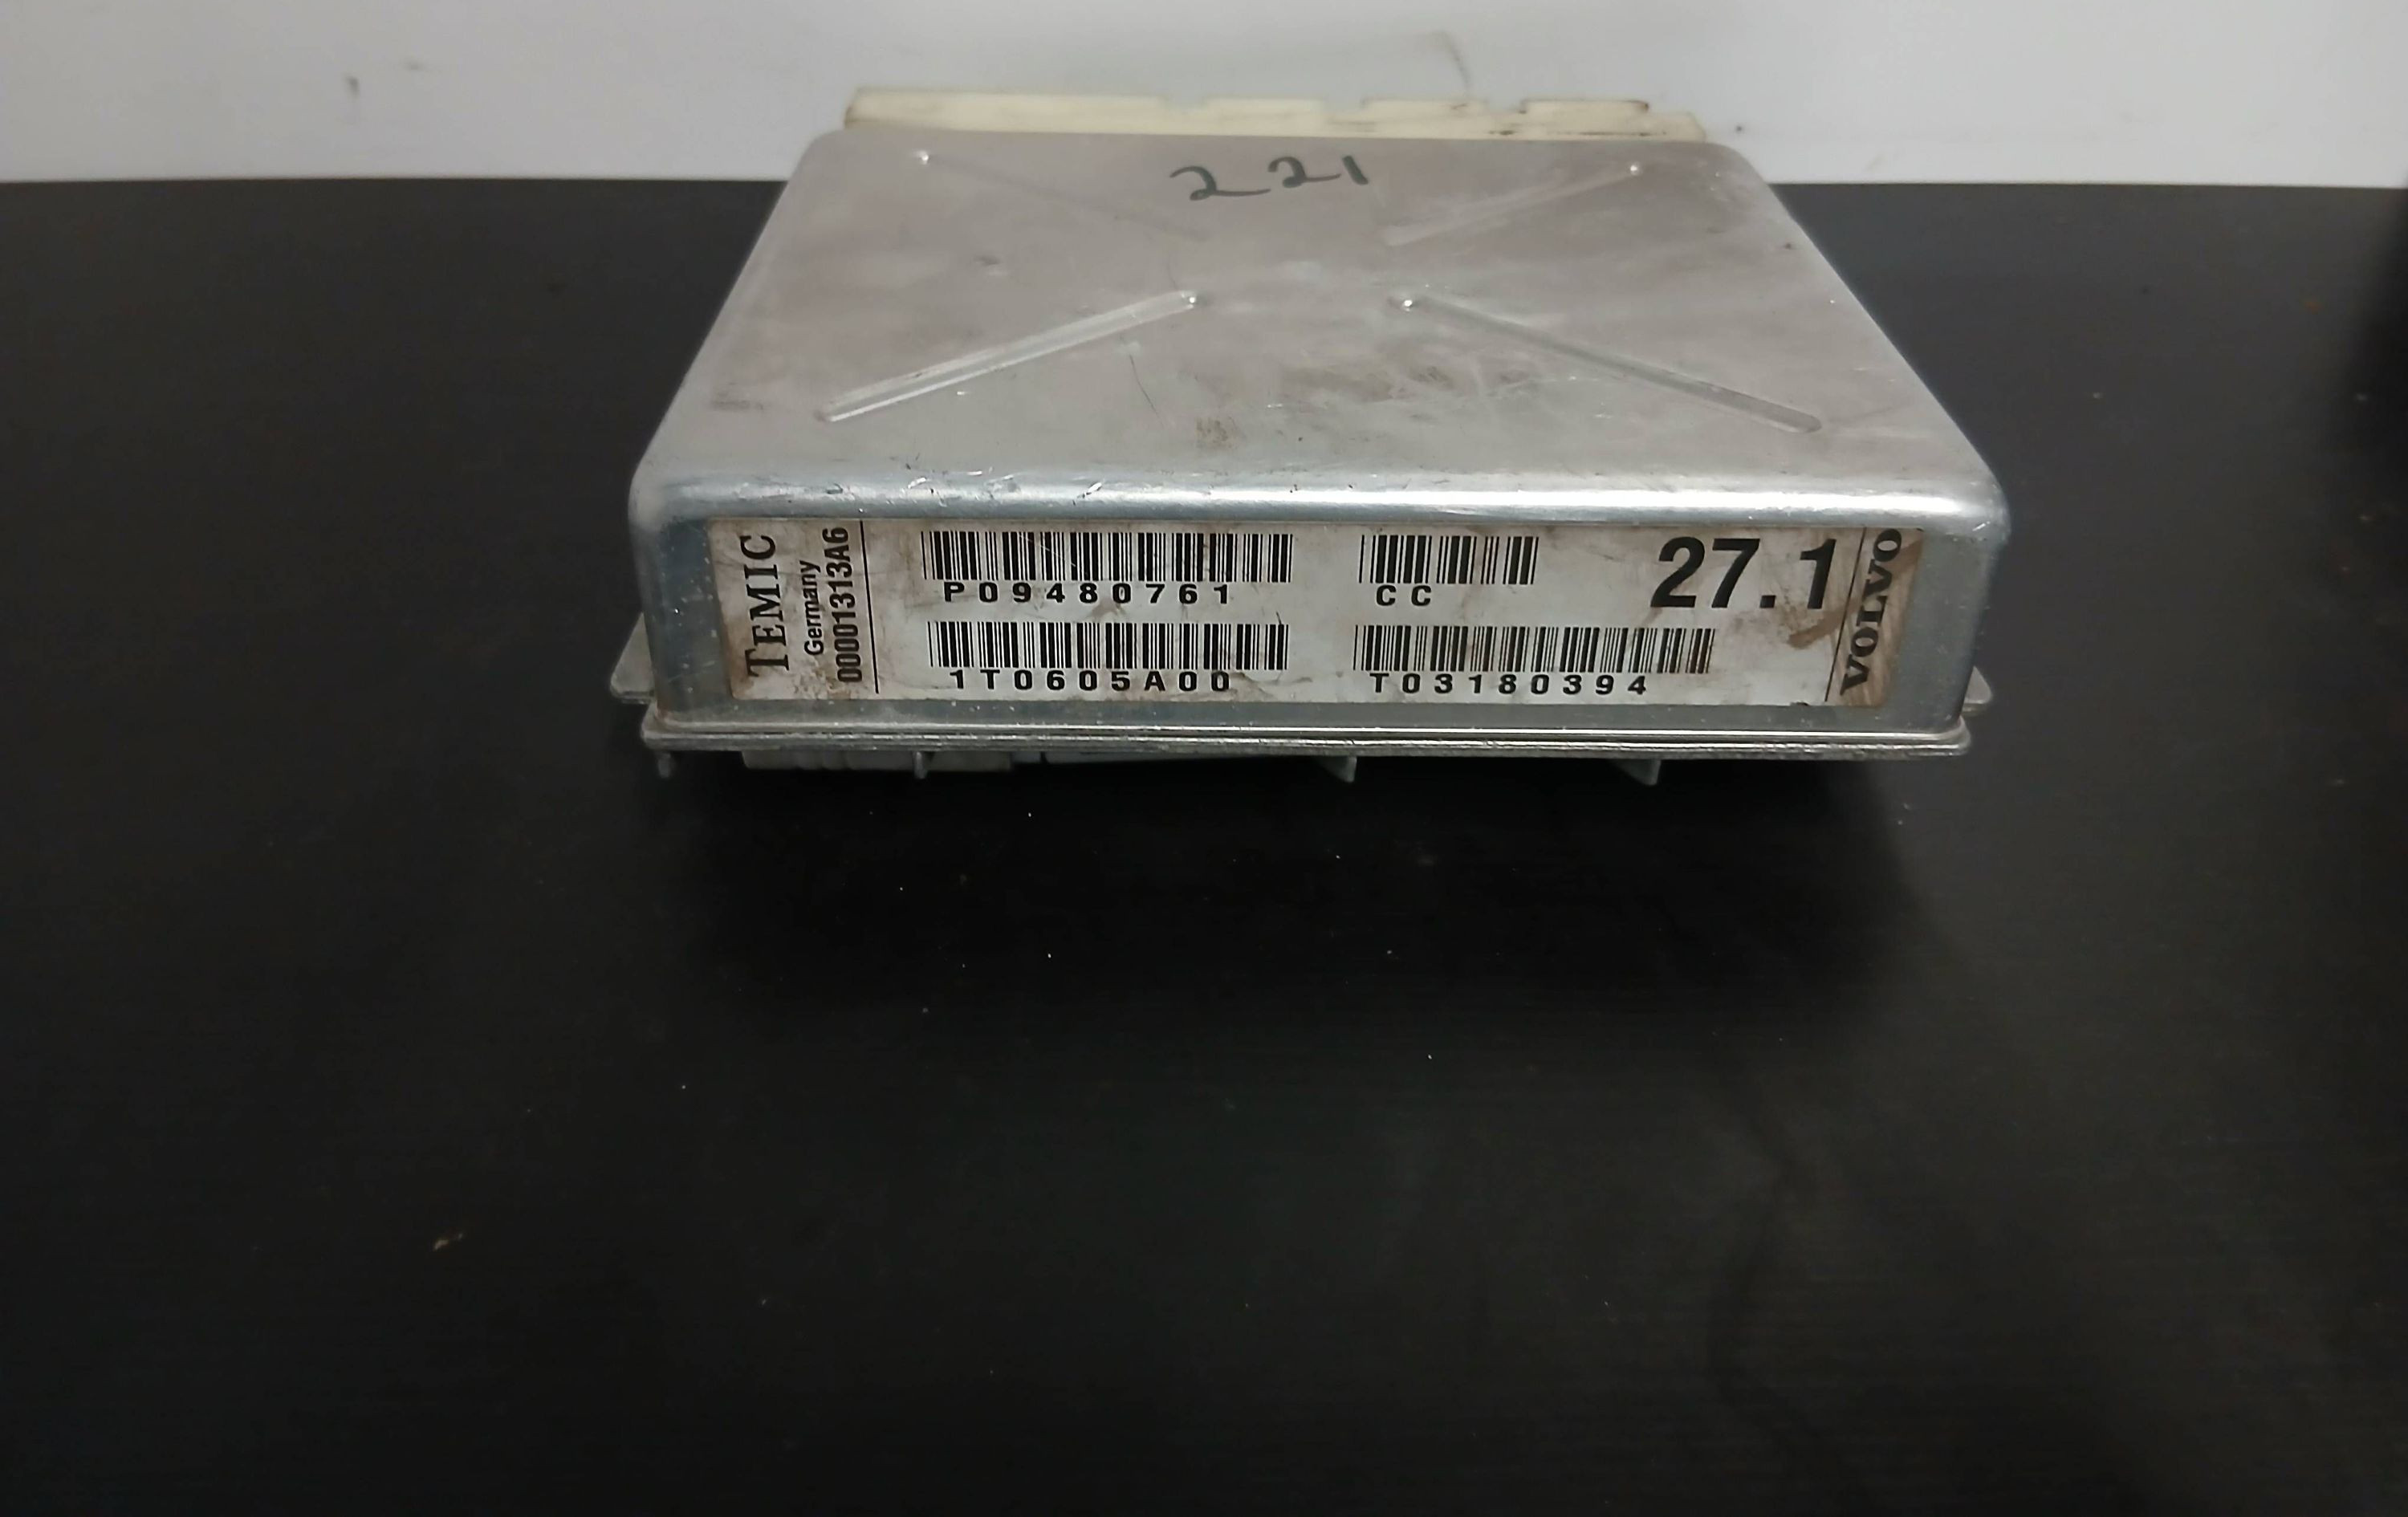 221
TEMIC
Germany
00001313A6
P09480761
CC
27.1
1T0605A00
T03180394
VOLVO